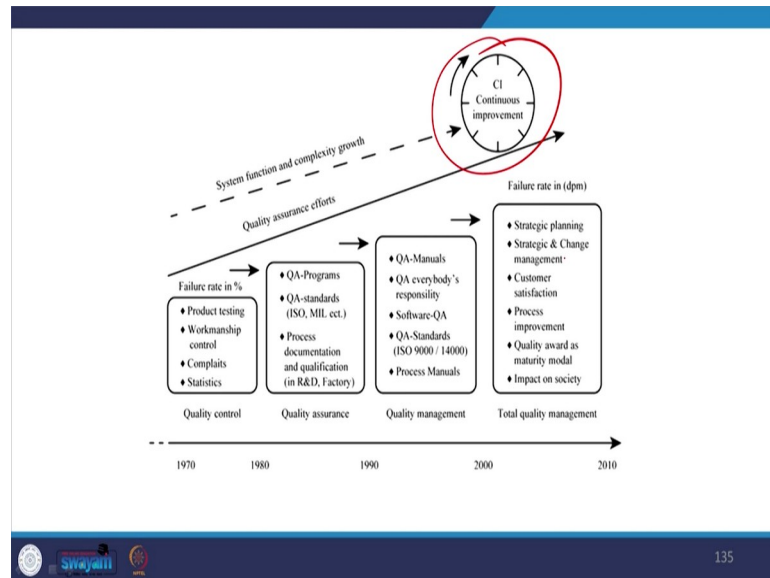 CI
Continuous
improvement
System function and complexity growth
Quality assurance efforts
Failure rate in (dpm)
Failure rate in %
♦ Product testing
♦ Workmanship
control
♦ Complaits
♦ Statistics
♦ QA-Programs
♦ QA-standards
(ISO, MIL ect.)
♦ Process
documentation
and qualification
(in R&D, Factory)
♦ QA-Manuals
♦ QA everybody's
responsility
♦ Software-QA
♦ QA-Standards
(ISO 9000 / 14000)
♦ Process Manuals
♦ Strategic planning
♦ Strategic & Change
management·
♦ Customer
satisfaction
♦ Process
improvement
♦ Quality award as
maturity modal
♦ Impact on society
Quality control
Quality assurance
Quality management
Total quality management
1970
1980
1990
2000
2010
swayam
135